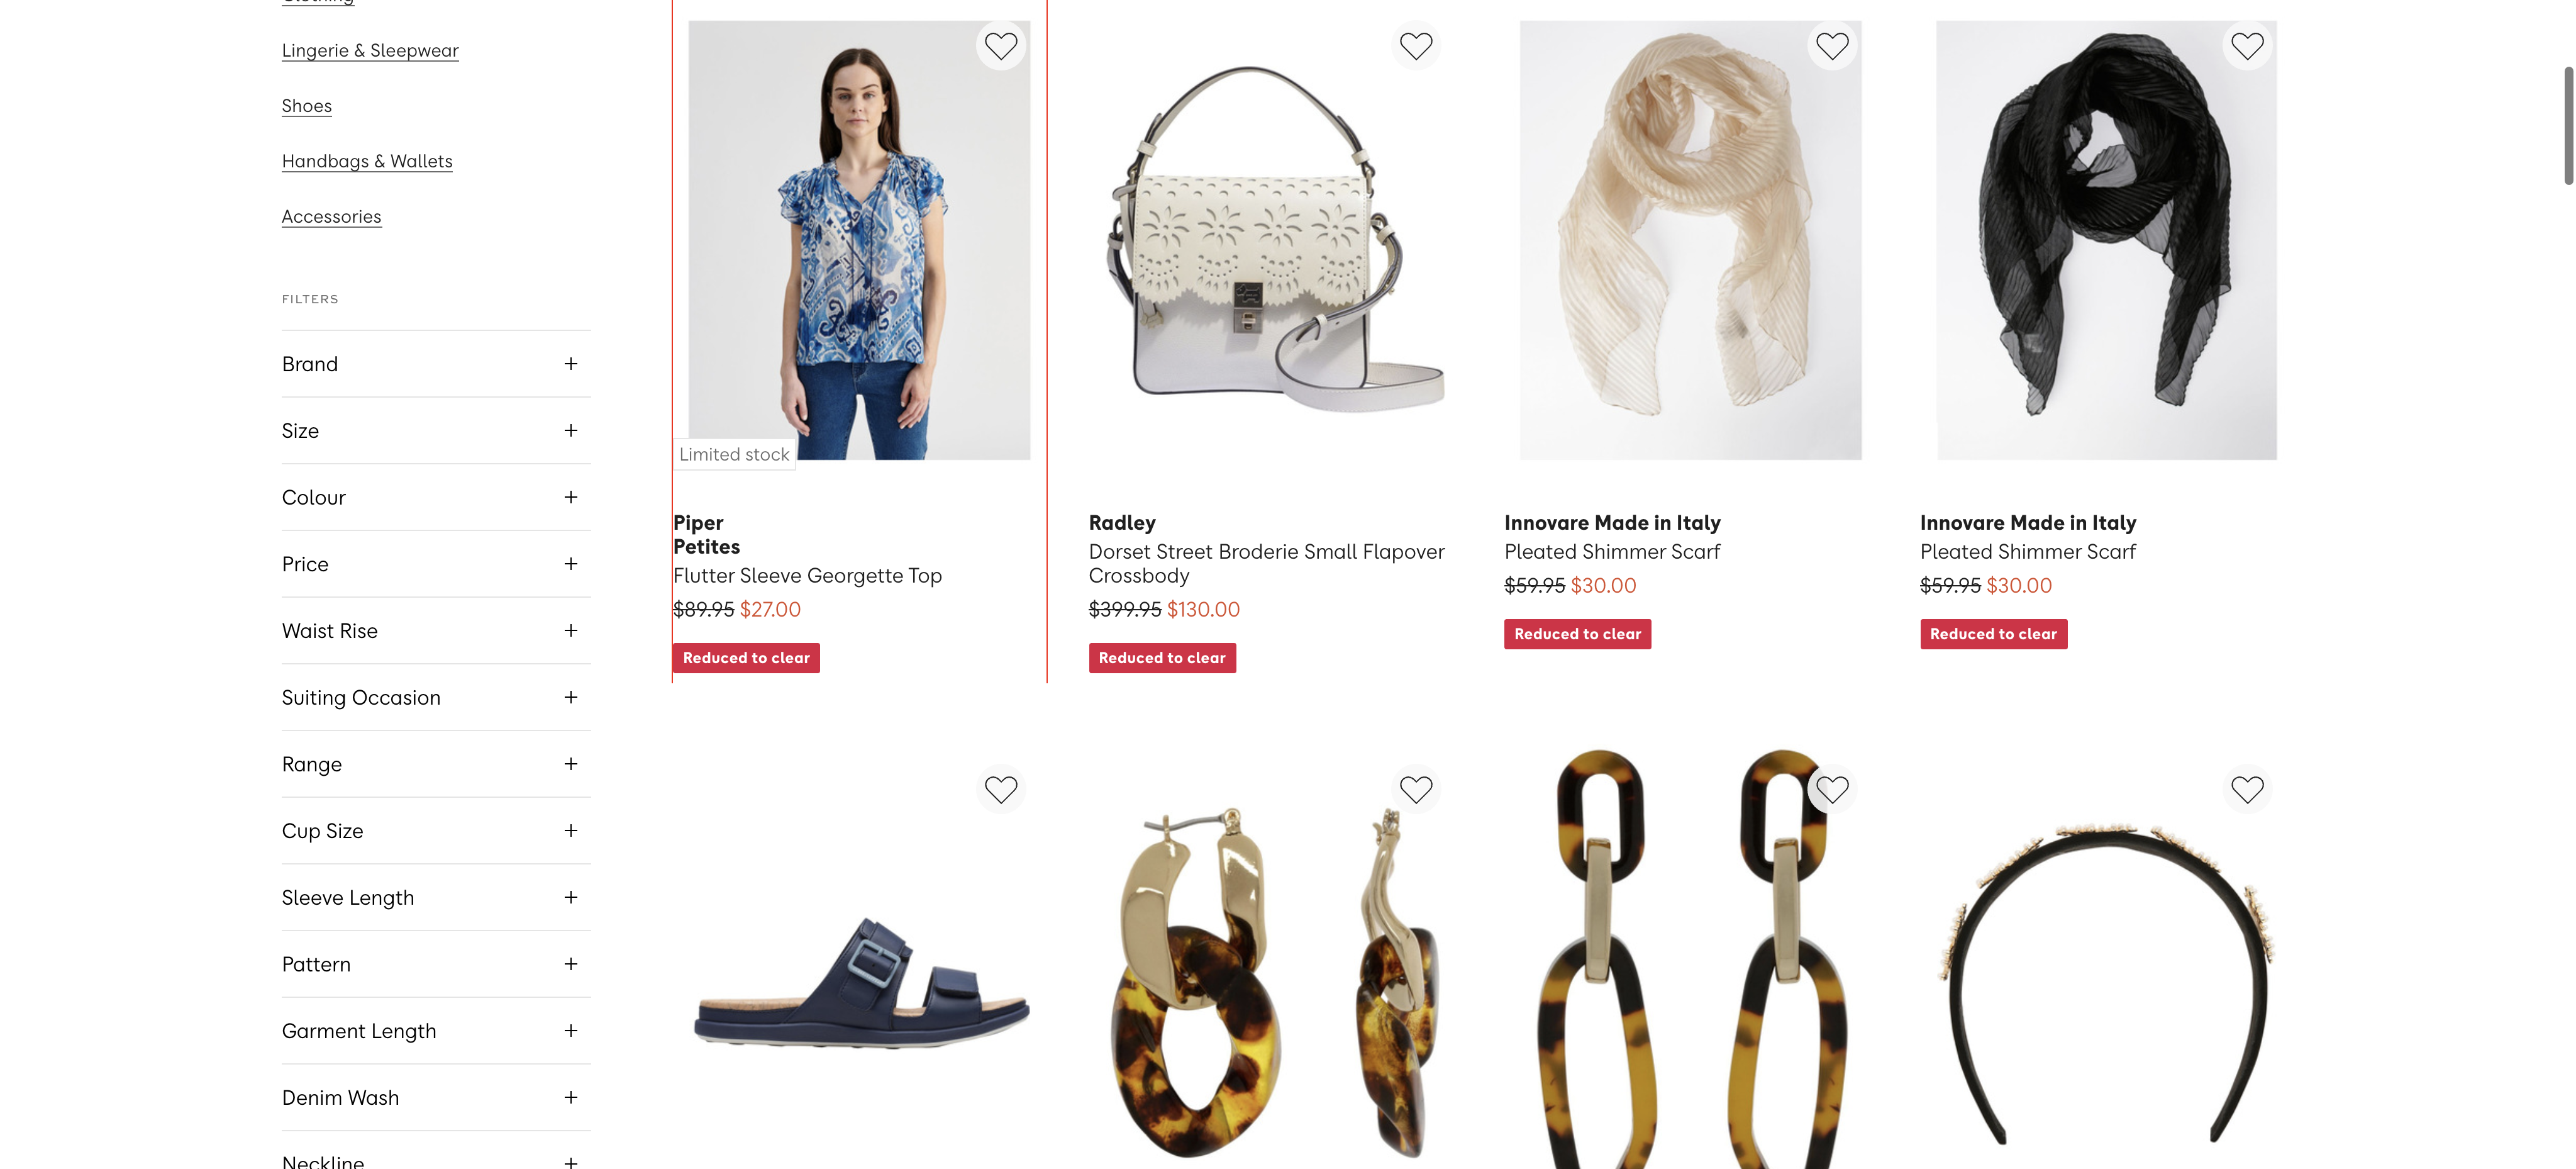 Clothing
Lingerie & Sleepwear
Shoes
Handbags & Wallets
Accessories
FILTERS
Brand
Size
Colour
Price
Waist Rise
Suiting Occasion
Range
Cup Size
Sleeve Length
Pattern
Garment Length
Denim Wash
Neckline
Limited stock
Piper
Petites
Flutter Sleeve Georgette Top
$89.95 $27.00
Reduced to clear
Radley
Dorset Street Broderie Small Flapover
Crossbody
$399.95 $130.00
Reduced to clear
Innovare Made in Italy
Pleated Shimmer Scarf
$59.95 $30.00
Reduced to clear
Innovare Made in Italy
Pleated Shimmer Scarf
$59.95 $30.00
Reduced to clear